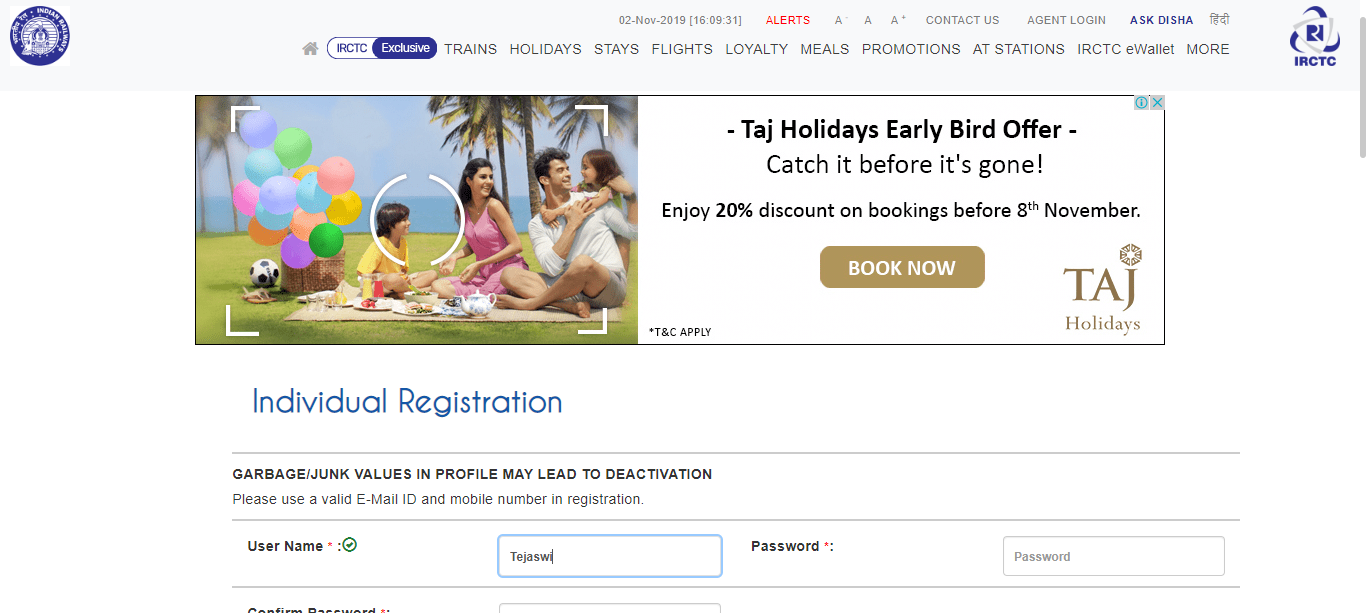 INDIAN RAILWAYS
02-Nov-2019 [16:09:31] ALERTS A- A A+ CONTACT US AGENT LOGIN ASK DISHA हिंदी
IRCTC Exclusive TRAINS HOLIDAYS STAYS FLIGHTS LOYALTY MEALS PROMOTIONS AT STATIONS IRCTC eWallet MORE
IRCTC
- Taj Holidays Early Bird Offer -
Catch it before it's gone!
Enjoy 20% discount on bookings before 8th November.
BOOK NOW
TAJ
Holidays
*T&C APPLY
Individual Registration
GARBAGE/JUNK VALUES IN PROFILE MAY LEAD TO DEACTIVATION
Please use a valid E-Mail ID and mobile number in registration.
User Name * : Tejaswi Password *: Password
Confirm Password *: